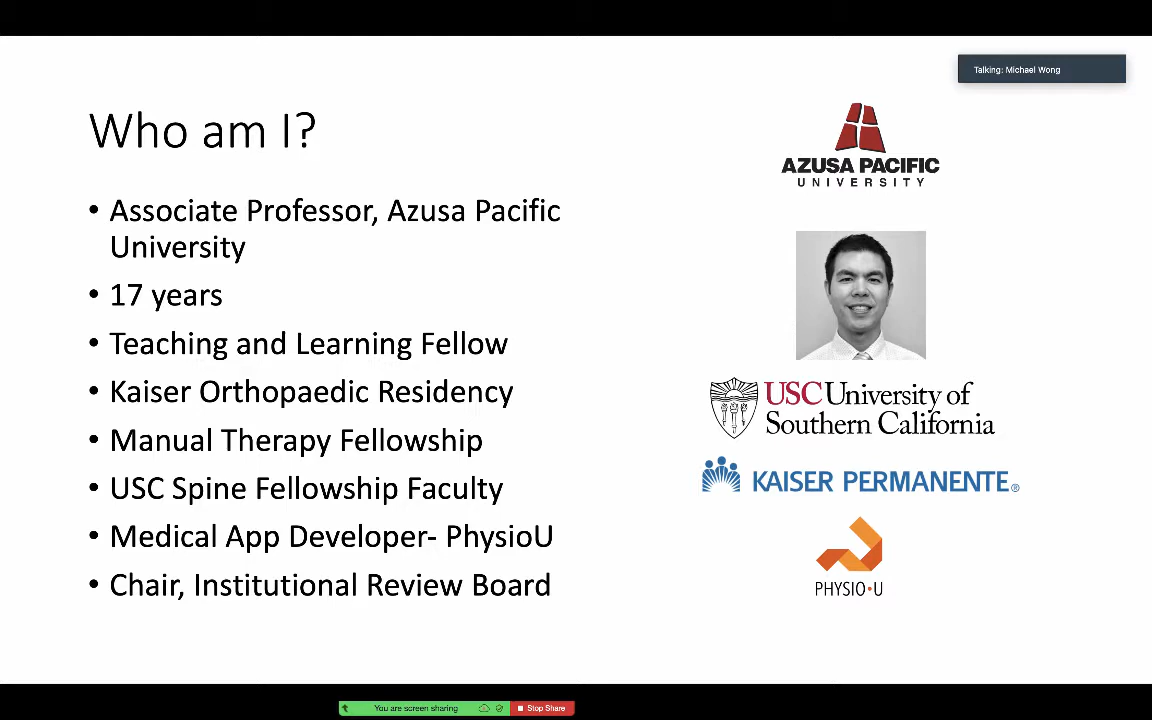 Talking: Michael Wong
Who am I?
• Associate Professor, Azusa Pacific
University
• 17 years
• Teaching and Learning Fellow
• Kaiser Orthopaedic Residency
• Manual Therapy Fellowship
• USC Spine Fellowship Faculty
• Medical App Developer- PhysioU
• Chair, Institutional Review Board
AZUSA PACIFIC
UNIVERSITY
USC University of
Southern California
KAISER PERMANENTE®
PHYSIO•U
You are screen sharing
Stop Share